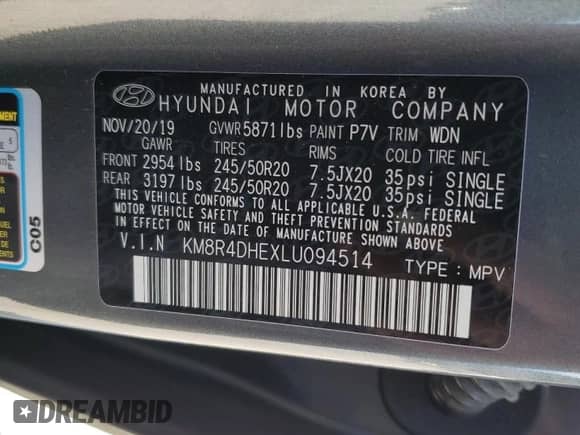 MANUFACTURED IN KOREA BY
HYUNDAI MOTOR COMPANY
NOV/20/19 GVWR 5871 lbs PAINT P7V TRIM WDN
GAWR TIRES RIMS COLD TIRE INFL
FRONT 2954 lbs 245/50R20 7.5JX20 35psi SINGLE
REAR 3197 lbs 245/50R20 7.5JX20 35psi SINGLE
THIS VEHICLE CONFORMS TO ALL APPLICABLE U.S.A. FEDERAL
MOTOR VEHICLE SAFETY, BUMPER AND THEFT PREVENTION STANDARDS
IN EFFECT ON THE DATE OF MANUFACTURE SHOWN ABOVE.
V.I.N KM8R4DHEXLU094514 TYPE : MPV
C05
DREAMBID